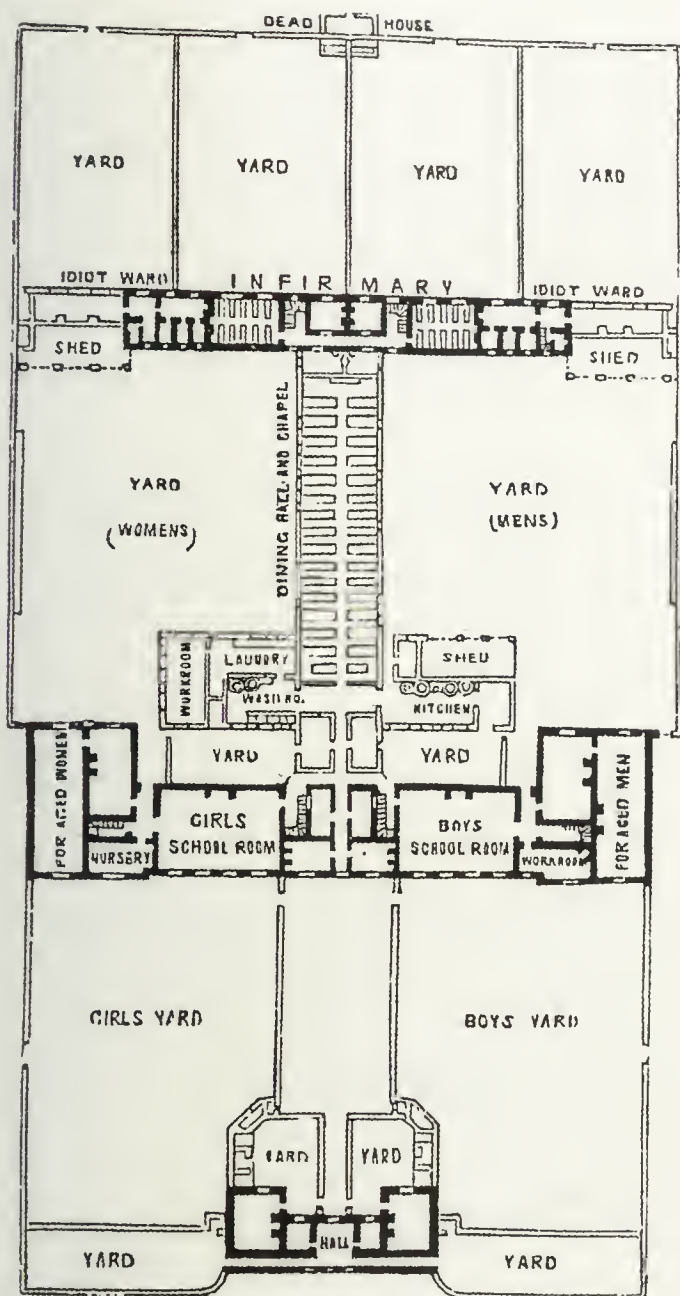 DEAD HOUSE
YARD YARD YARD YARD
IDIOT WARD INFIRMARY IDIOT WARD
SHED SHED
DINING HALL AND CHAPEL
YARD
(WOMENS)
YARD
(MENS)
WORKROOM
LAUNDRY
WASH HO.
SHED
KITCHEN
YARD YARD
FOR AGED WOMEN
NURSERY
GIRLS
SCHOOL ROOM
BOYS
SCHOOL ROOM
WORKROOM
FOR AGED MEN
GIRLS YARD BOYS YARD
YARD YARD
HALL
YARD YARD